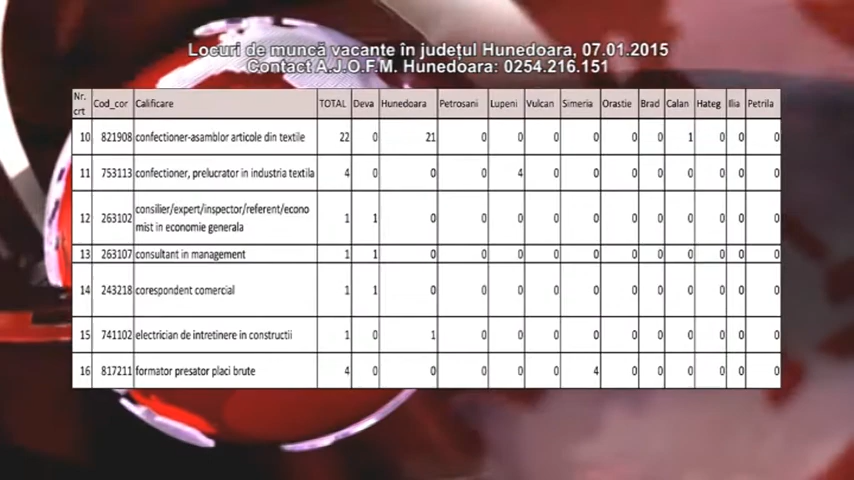 Locuri de muncă vacante în județul Hunedoara, 07.01.2015
Contact A.J.O.F.M. Hunedoara: 0254.216.151
Nr. crt Cod_cor Calificare TOTAL Deva Hunedoara Petrosani Lupeni Vulcan Simeria Orastie Brad Calan Hateg Ilia Petrila
10 821908 confectioner-asamblor articole din textile 22 0 21 0 0 0 0 0 0 1 0 0 0
11 753113 confectioner, prelucrator in industria textila 4 0 0 0 4 0 0 0 0 0 0 0 0
12 263102 consilier/expert/inspector/referent/econo
mist in economie generala 1 1 0 0 0 0 0 0 0 0 0 0 0
13 263107 consultant in management 1 1 0 0 0 0 0 0 0 0 0 0 0
14 243218 corespondent comercial 1 1 0 0 0 0 0 0 0 0 0 0 0
15 741102 electrician de intretinere in constructii 1 0 1 0 0 0 0 0 0 0 0 0 0
16 817211 formator presator placi brute 4 0 0 0 0 0 4 0 0 0 0 0 0